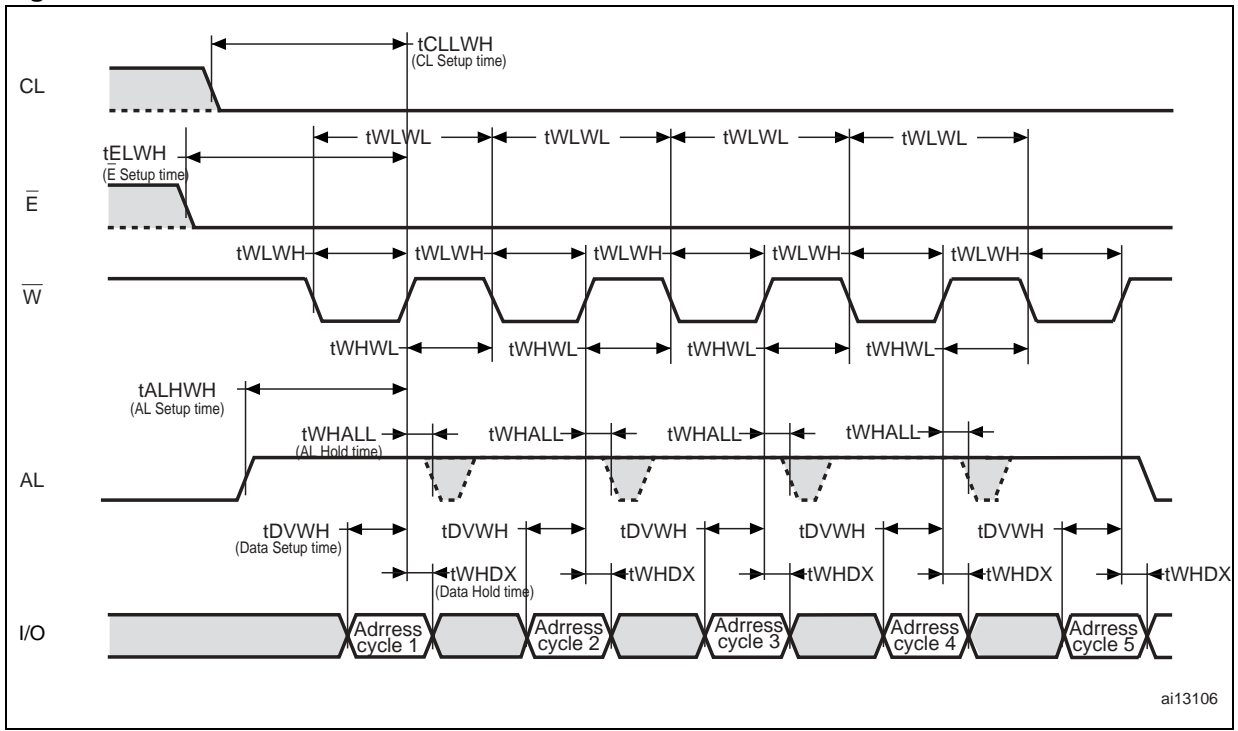 tCLLWH
(CL Setup time)
CL
tWLWL
tWLWL
tWLWL
tWLWL
tELWH
(E Setup time)
E
tWLWH
tWLWH
tWLWH
tWLWH
tWLWH
W
tWHWL
tWHWL
tWHWL
tWHWL
tALHWH
(AL Setup time)
tWHALL
(AL Hold time)
tWHALL
tWHALL
tWHALL
AL
tDVWH
(Data Setup time)
tDVWH
tDVWH
tDVWH
tDVWH
tWHDX
(Data Hold time)
tWHDX
tWHDX
tWHDX
tWHDX
I/O
Adrress
cycle 1
Adrress
cycle 2
Adrress
cycle 3
Adrress
cycle 4
Adrress
cycle 5
ai13106